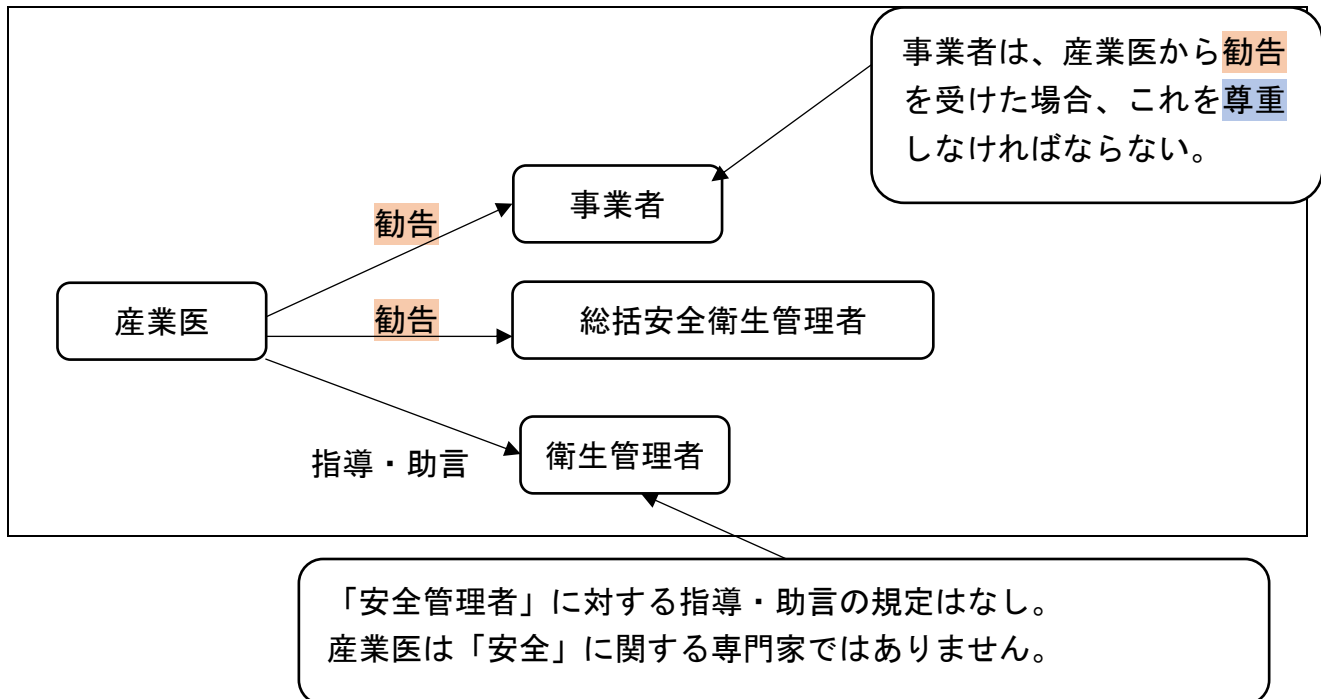 事業者は、産業医から勧告
を受けた場合、これを尊重
しなければならない。
事業者
勧告
産業医
勧告
総括安全衛生管理者
指導・助言
衛生管理者
「安全管理者」に対する指導・助言の規定はなし。
産業医は「安全」に関する専門家ではありません。